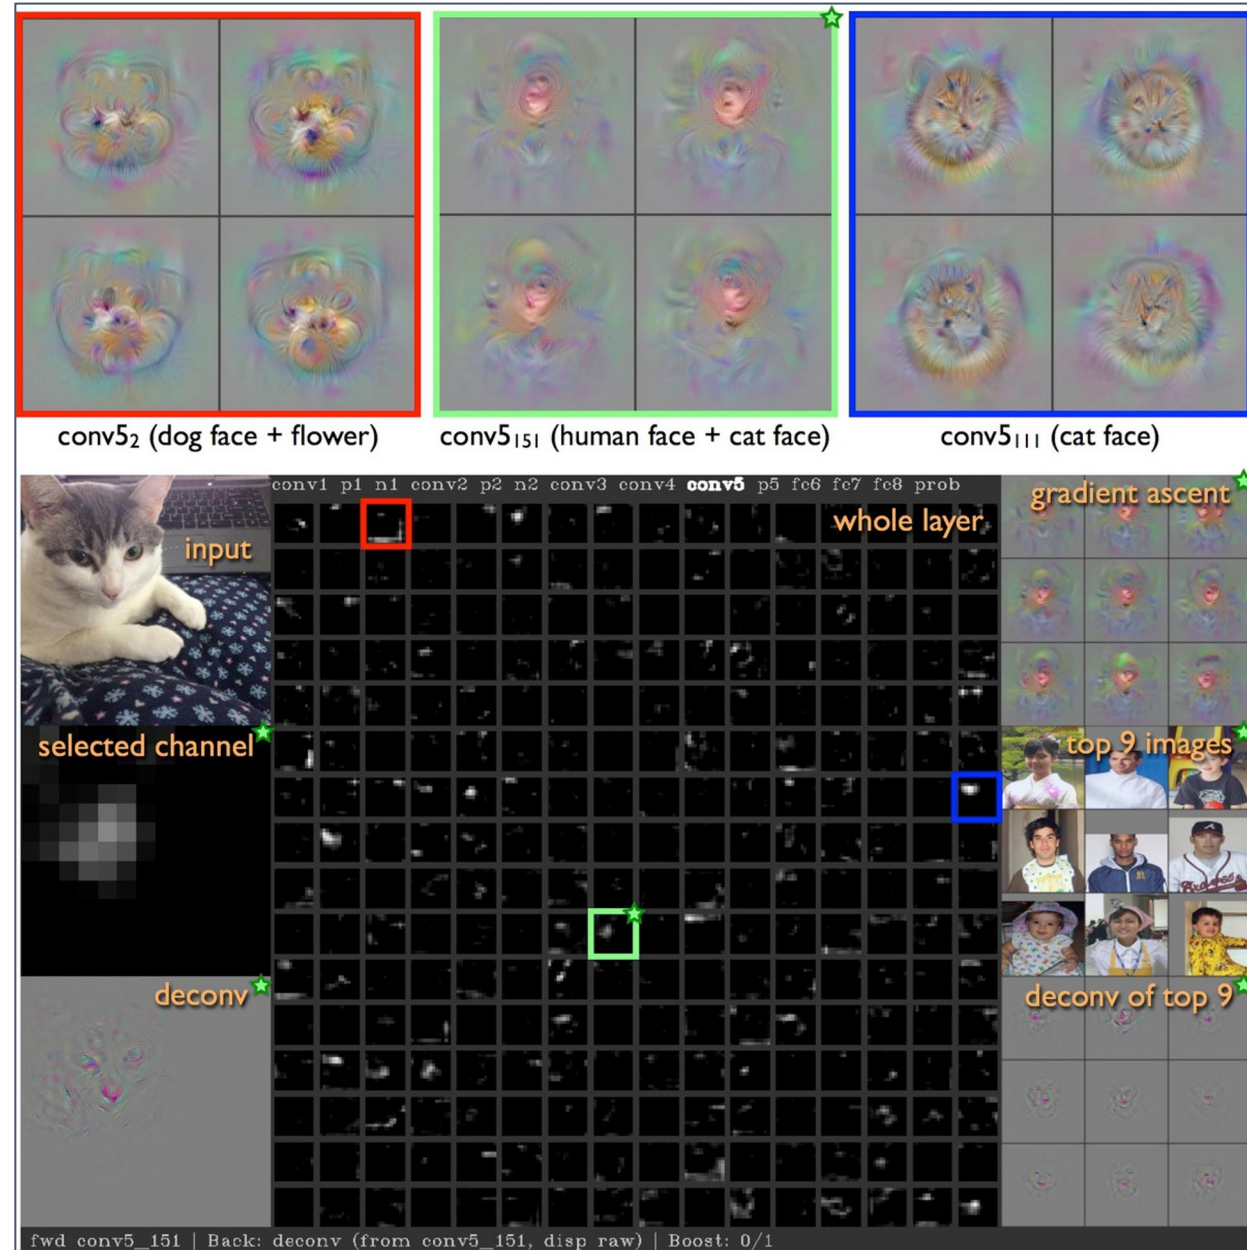 conv5₂ (dog face + flower)
conv5₁₅₁ (human face + cat face)
conv5₁₁₁ (cat face)
conv1 p1 n1 conv2 p2 n2 conv3 conv4 conv5 p5 fc6 fc7 fc8 prob
input
whole layer
gradient ascent
selected channel
top 9 images
deconv
deconv of top 9
fwd conv5_151 | Back: deconv (from conv5_151, disp raw) | Boost: 0/1